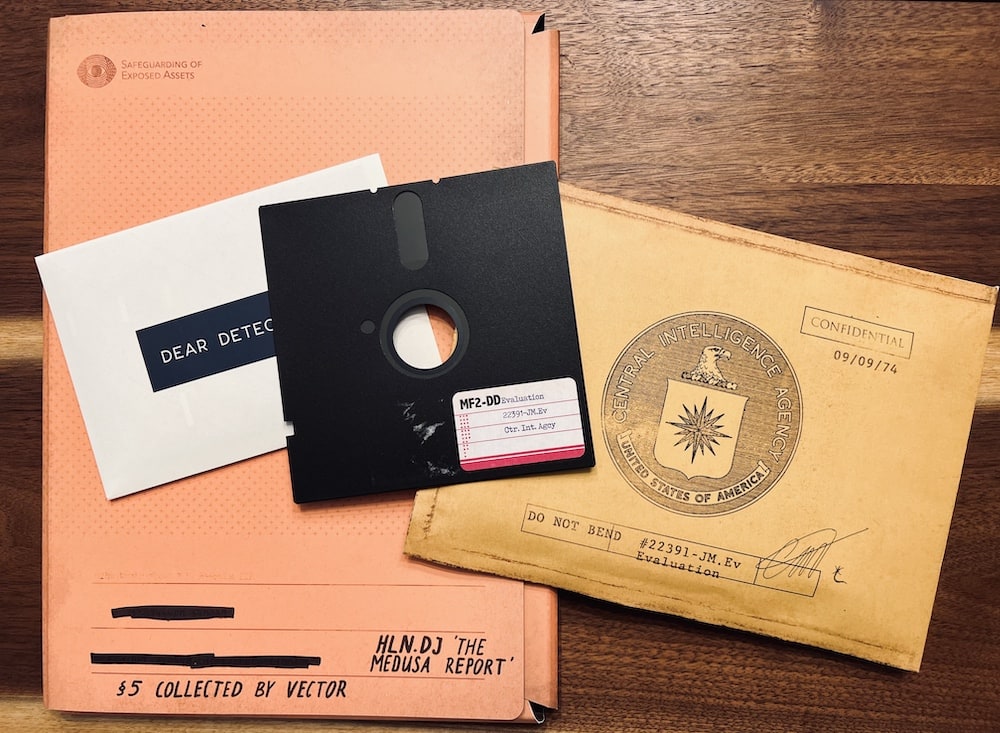 SAFEGUARDING OF
EXPOSED ASSETS
DEAR DETEC
MF2-DD Evaluation
22391-JM.Ev
Ctr. Int. Agcy
CONFIDENTIAL
09/09/74
CENTRAL INTELLIGENCE AGENCY
UNITED STATES OF AMERICA
DO NOT BEND
#22391-JM.Ev
Evaluation
HLN.DJ 'THE
MEDUSA REPORT'
§5 COLLECTED BY VECTOR